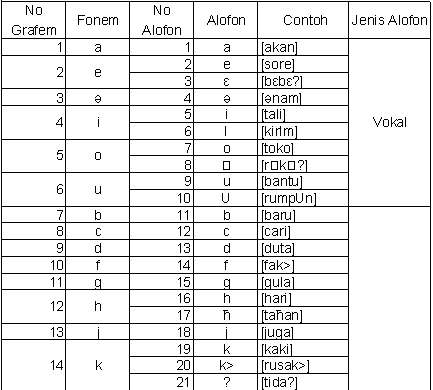 No Grafem Fonem No Alofon Alofon Contoh Jenis Alofon
1 a 1 a [akan] Vokal
2 e 2 e [sore]
3 ɛ [bɛbɛ?]
3 ə 4 ə [ənam]
4 i 5 i [tali]
6 I [kirIm]
5 o 7 o [toko]
8 □ [r□k□?]
6 u 9 u [bantu]
10 U [rumpUn]
7 b 11 b [baru]
8 c 12 c [cari]
9 d 13 d [duta]
10 f 14 f [fak>]
11 g 15 g [gula]
12 h 16 h [hari]
17 ɦ [taɦan]
13 j 18 j [juga]
14 k 19 k [kaki]
20 k> [rusak>]
21 ? [tida?]